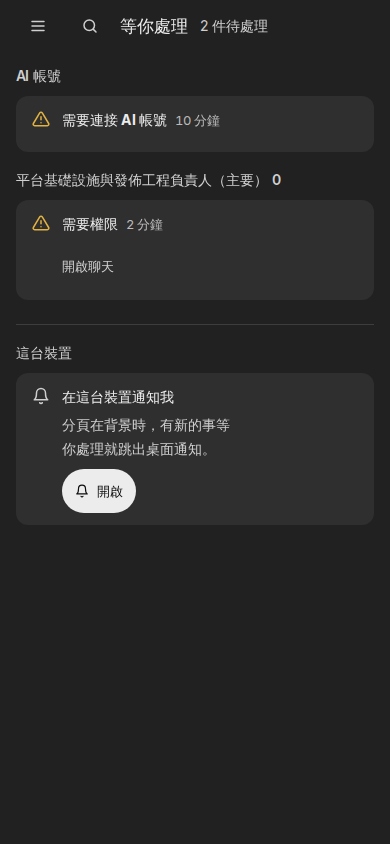 等你處理 2 件待處理
AI 帳號
需要連接 AI 帳號 10 分鐘
平台基礎設施與發佈工程負責人（主要） 0
需要權限 2 分鐘
開啟聊天
這台裝置
在這台裝置通知我
分頁在背景時，有新的事等
你處理就跳出桌面通知。
開啟